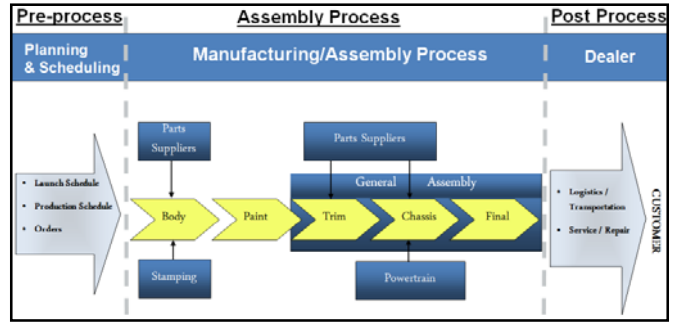 Pre-process
Assembly Process
Post Process
Planning
& Scheduling
Manufacturing/Assembly Process
Dealer
Parts
Suppliers
Parts Suppliers
• Launch Schedule
• Production Schedule
• Orders
General Assembly
Body
Paint
Trim
Chassis
Final
Stamping
Powertrain
• Logistics /
Transportation
• Service / Repair
CUSTOMER